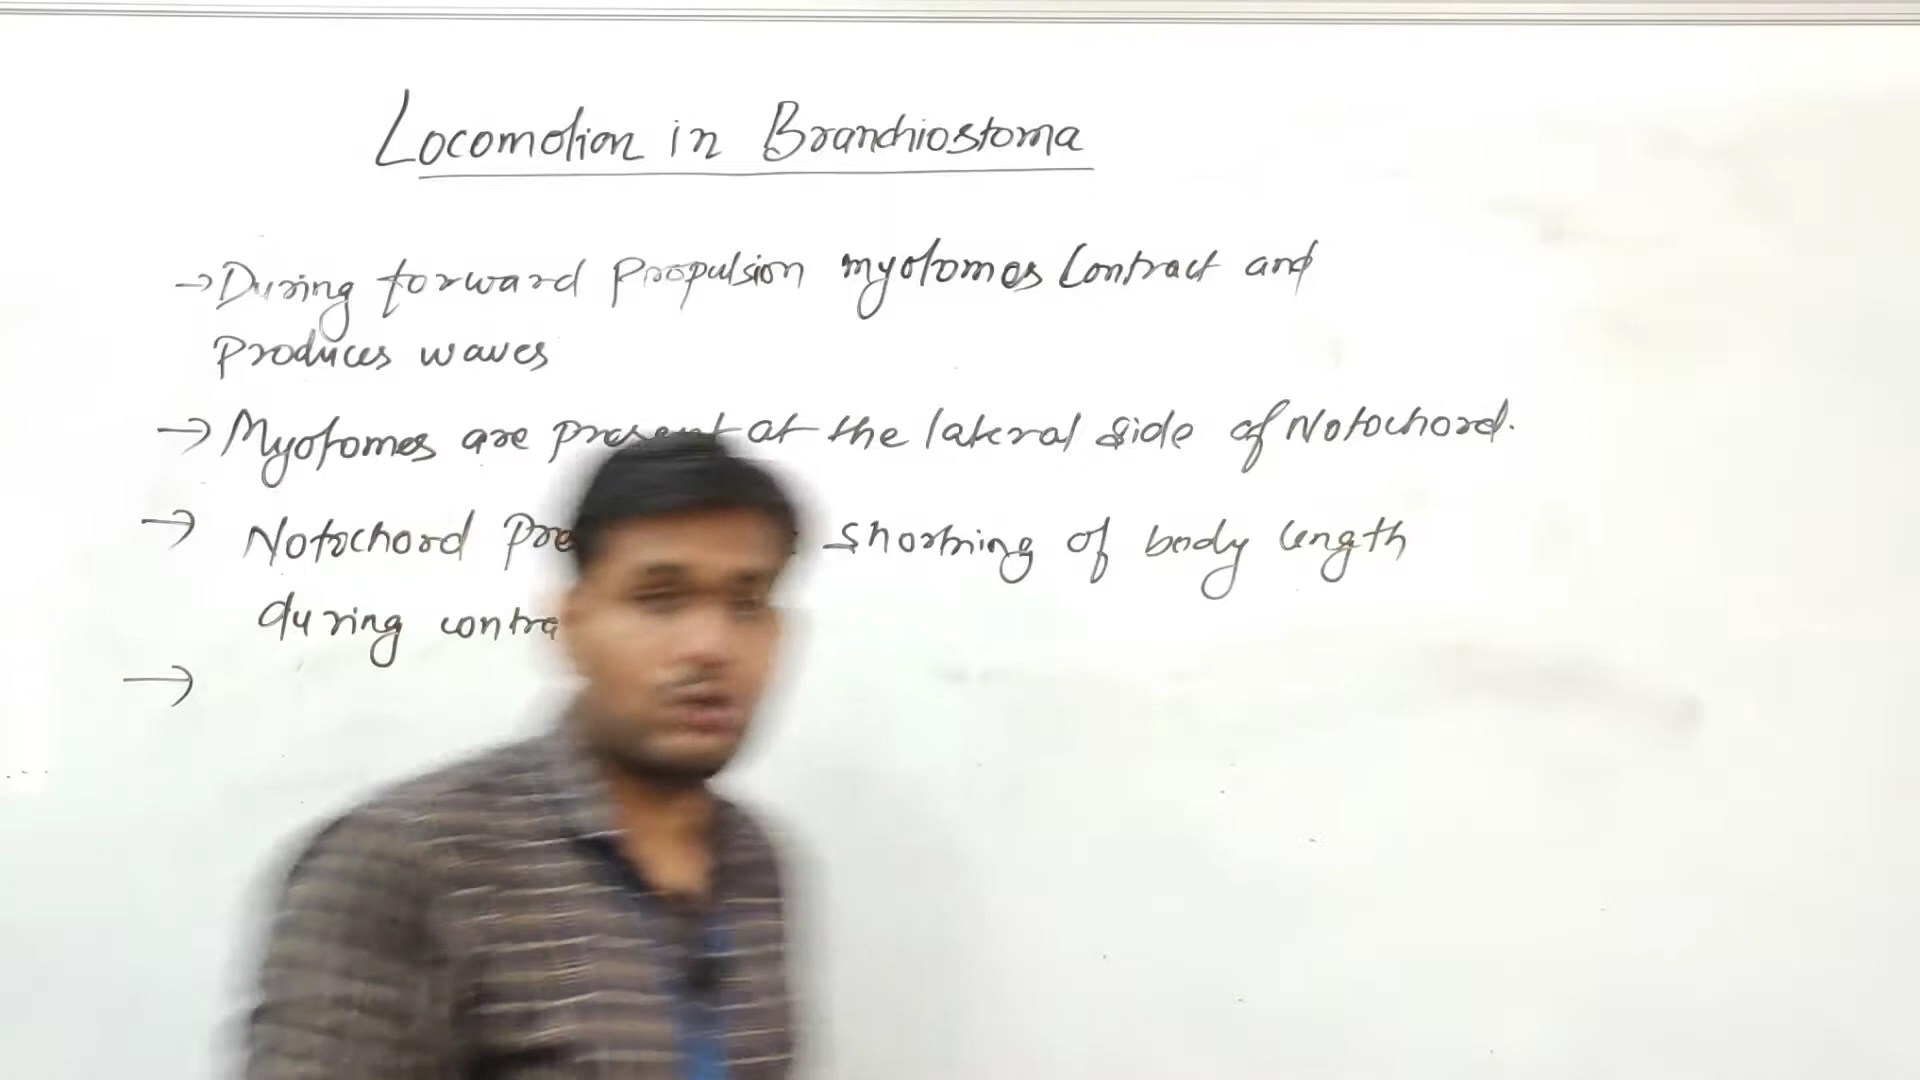 Locomotion in Branchiostoma
→ During forward Propulsion myotomes Contract and
Produces waves
→ Myotomes are present at the lateral side of Notochord.
→ Notochord shortning of body length
during
→